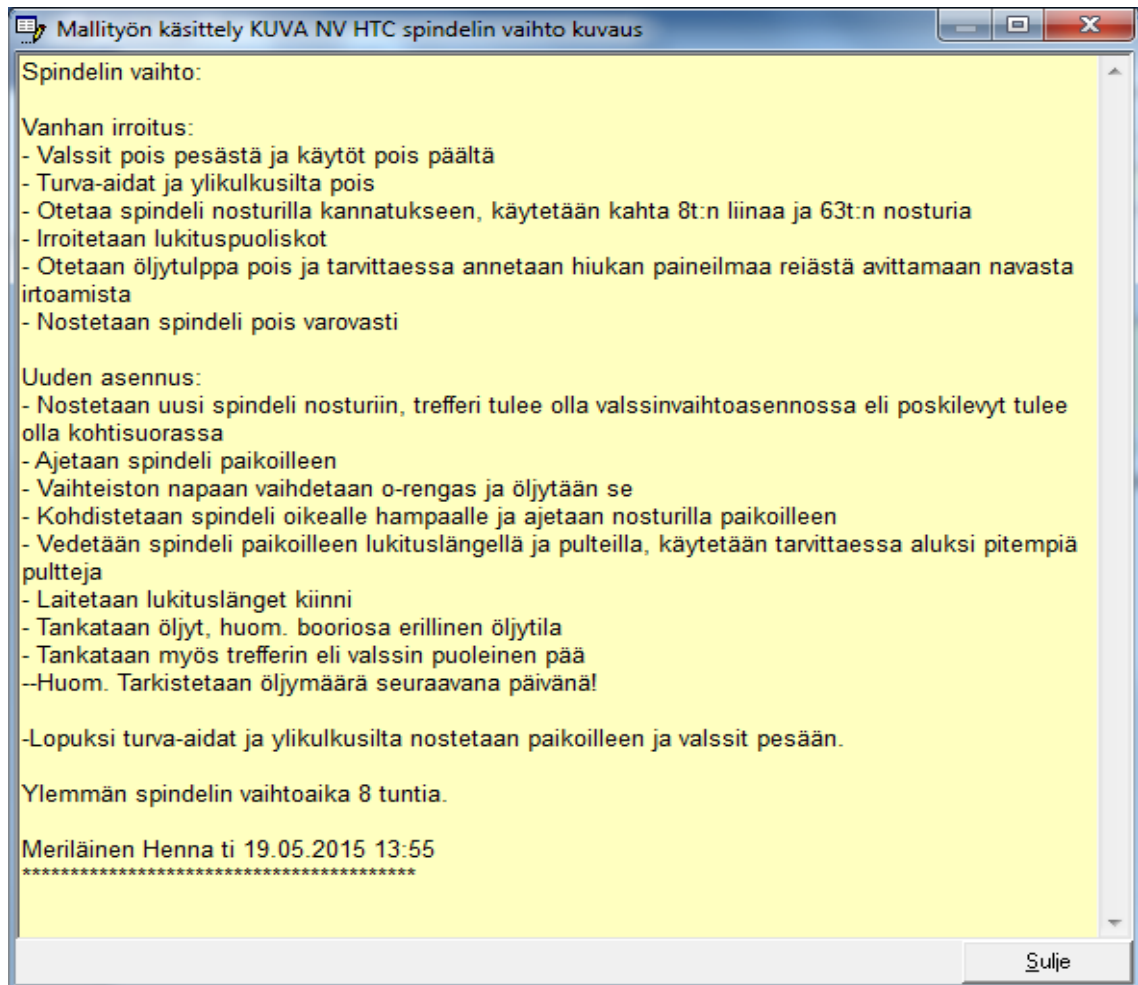 Mallityön käsittely KUVA NV HTC spindelin vaihto kuvaus
Spindelin vaihto:
Vanhan irroitus:
- Valssit pois pesästä ja käytöt pois päältä
- Turva-aidat ja ylikulkusilta pois
- Otetaa spindeli nosturilla kannatukseen, käytetään kahta 8t:n liinaa ja 63t:n nosturia
- Irroitetaan lukituspuoliskot
- Otetaan öljytulppa pois ja tarvittaessa annetaan hiukan paineilmaa reiästä avittamaan navasta
irtoamista
- Nostetaan spindeli pois varovasti
Uuden asennus:
- Nostetaan uusi spindeli nosturiin, trefferi tulee olla valssinvaihtoasennossa eli poskilevyt tulee
olla kohtisuorassa
- Ajetaan spindeli paikoilleen
- Vaihteiston napaan vaihdetaan o-rengas ja öljytään se
- Kohdistetaan spindeli oikealle hampaalle ja ajetaan nosturilla paikoilleen
- Vedetään spindeli paikoilleen lukituslängellä ja pulteilla, käytetään tarvittaessa aluksi pitempiä
pultteja
- Laitetaan lukituslänget kiinni
- Tankataan öljyt, huom. booriosa erillinen öljytila
- Tankataan myös trefferin eli valssin puoleinen pää
--Huom. Tarkistetaan öljymäärä seuraavana päivänä!
-Lopuksi turva-aidat ja ylikulkusilta nostetaan paikoilleen ja valssit pesään.
Ylemmän spindelin vaihtoaika 8 tuntia.
Meriläinen Henna ti 19.05.2015 13:55
*****************************************
Sulje